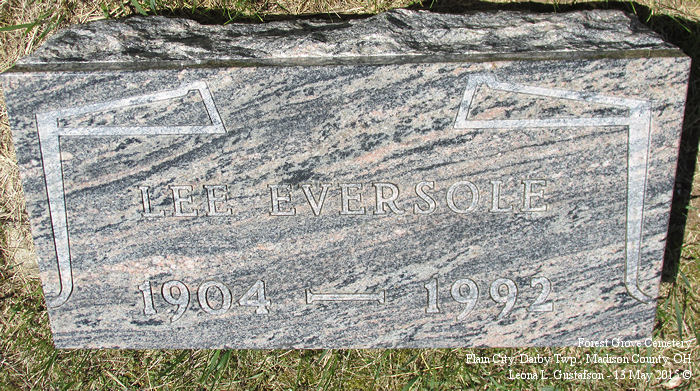 LEE EVERSOLE
1904 — 1992
Forest Grove Cemetery
Plain City, Darby Twp., Madison County, OH
Leona L. Gustafson - 13 May 2015 ©